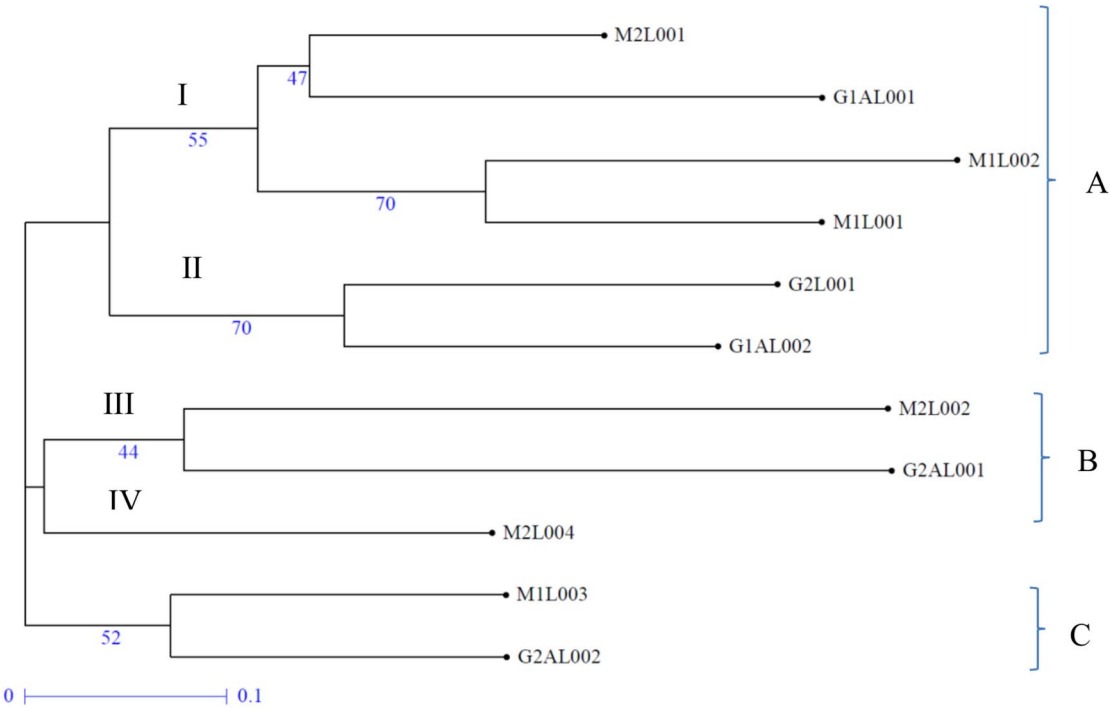 M2L001
47
I
G1AL001
55
M1L002
A
70
M1L001
II
G2L001
70
G1AL002
III
M2L002
44
B
G2AL001
IV
M2L004
M1L003
52
C
G2AL002
0 0.1